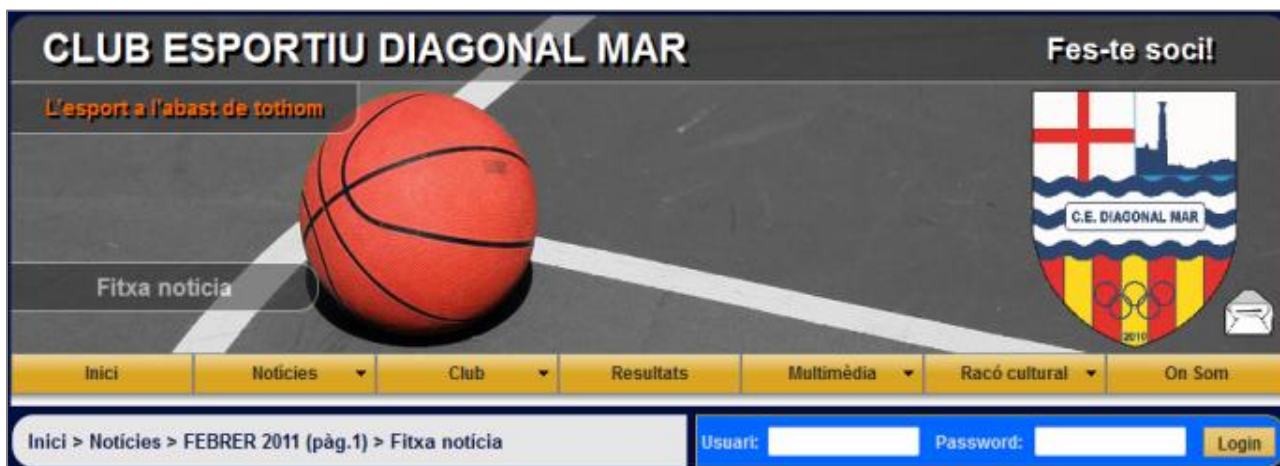 CLUB ESPORTIU DIAGONAL MAR
Fes-te soci!
L'esport a l'abast de tothom
C.E. DIAGONAL MAR
Fitxa notícia
2010
Inici Notícies Club Resultats Multimèdia Racó cultural On Som
Inici > Notícies > FEBRER 2011 (pàg.1) > Fitxa notícia
Usuari: Password: Login